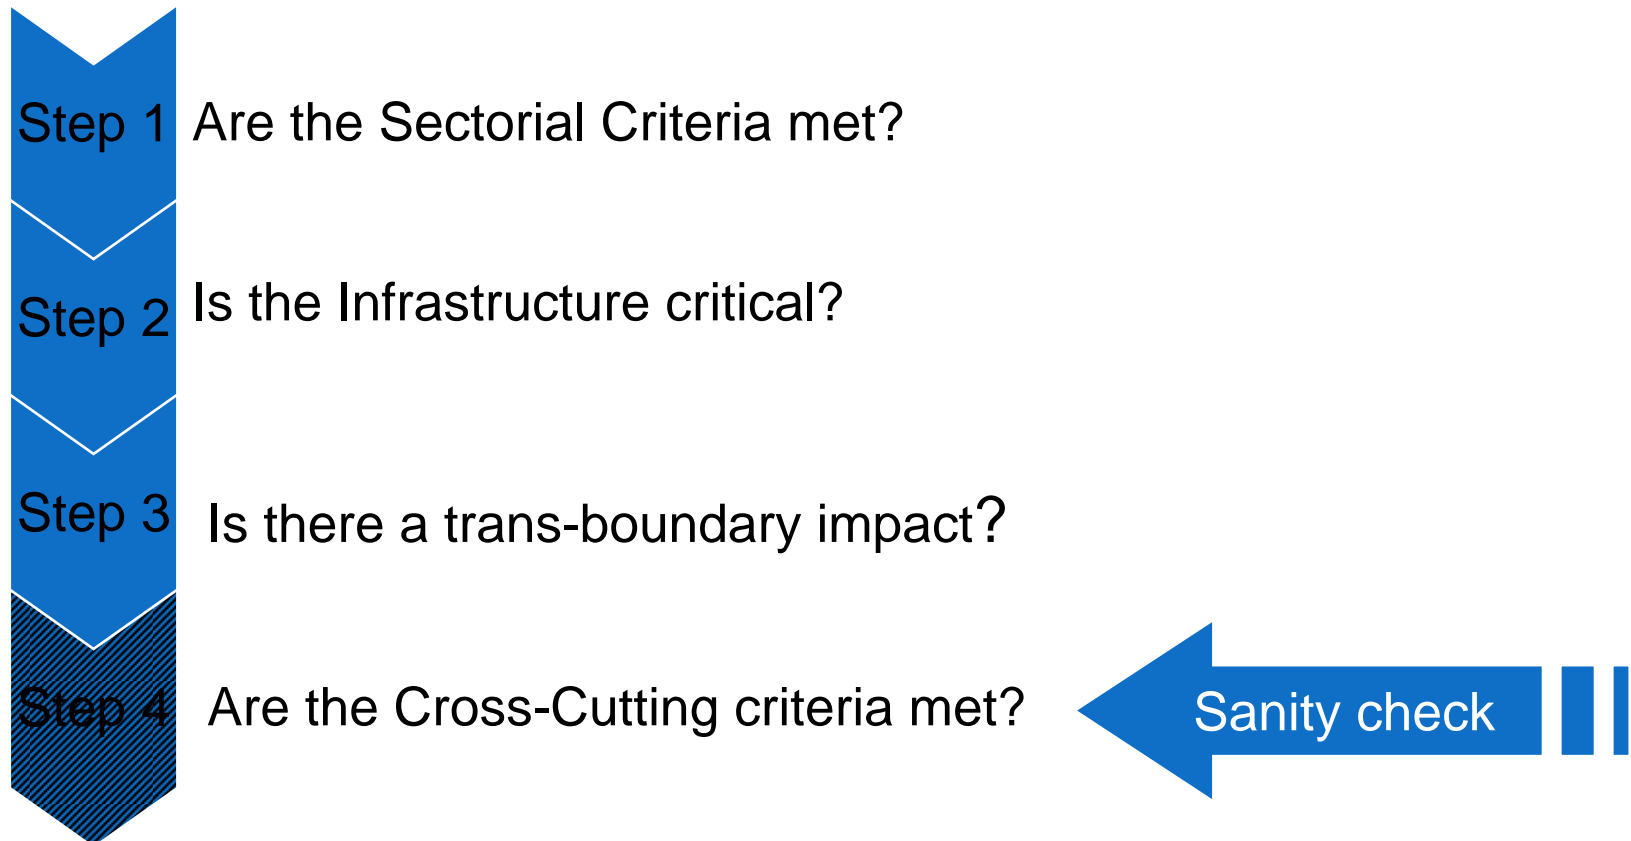 Step 1
Are the Sectorial Criteria met?
Step 2
Is the Infrastructure critical?
Step 3
Is there a trans-boundary impact?
Step 4
Are the Cross-Cutting criteria met?
Sanity check